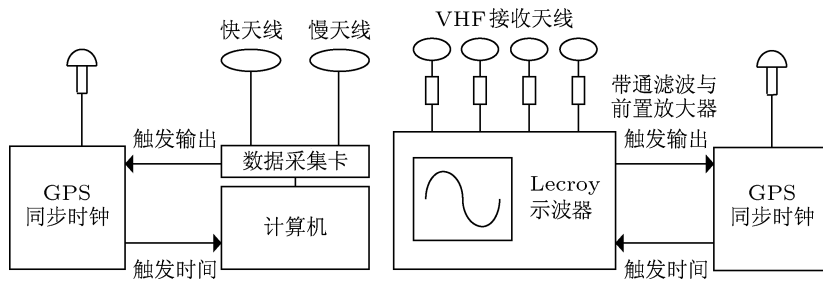 快天线
慢天线
VHF接收天线
带通滤波与
前置放大器
触发输出
数据采集卡
GPS
同步时钟
计算机
触发时间
Lecroy
示波器
触发输出
GPS
同步时钟
触发时间